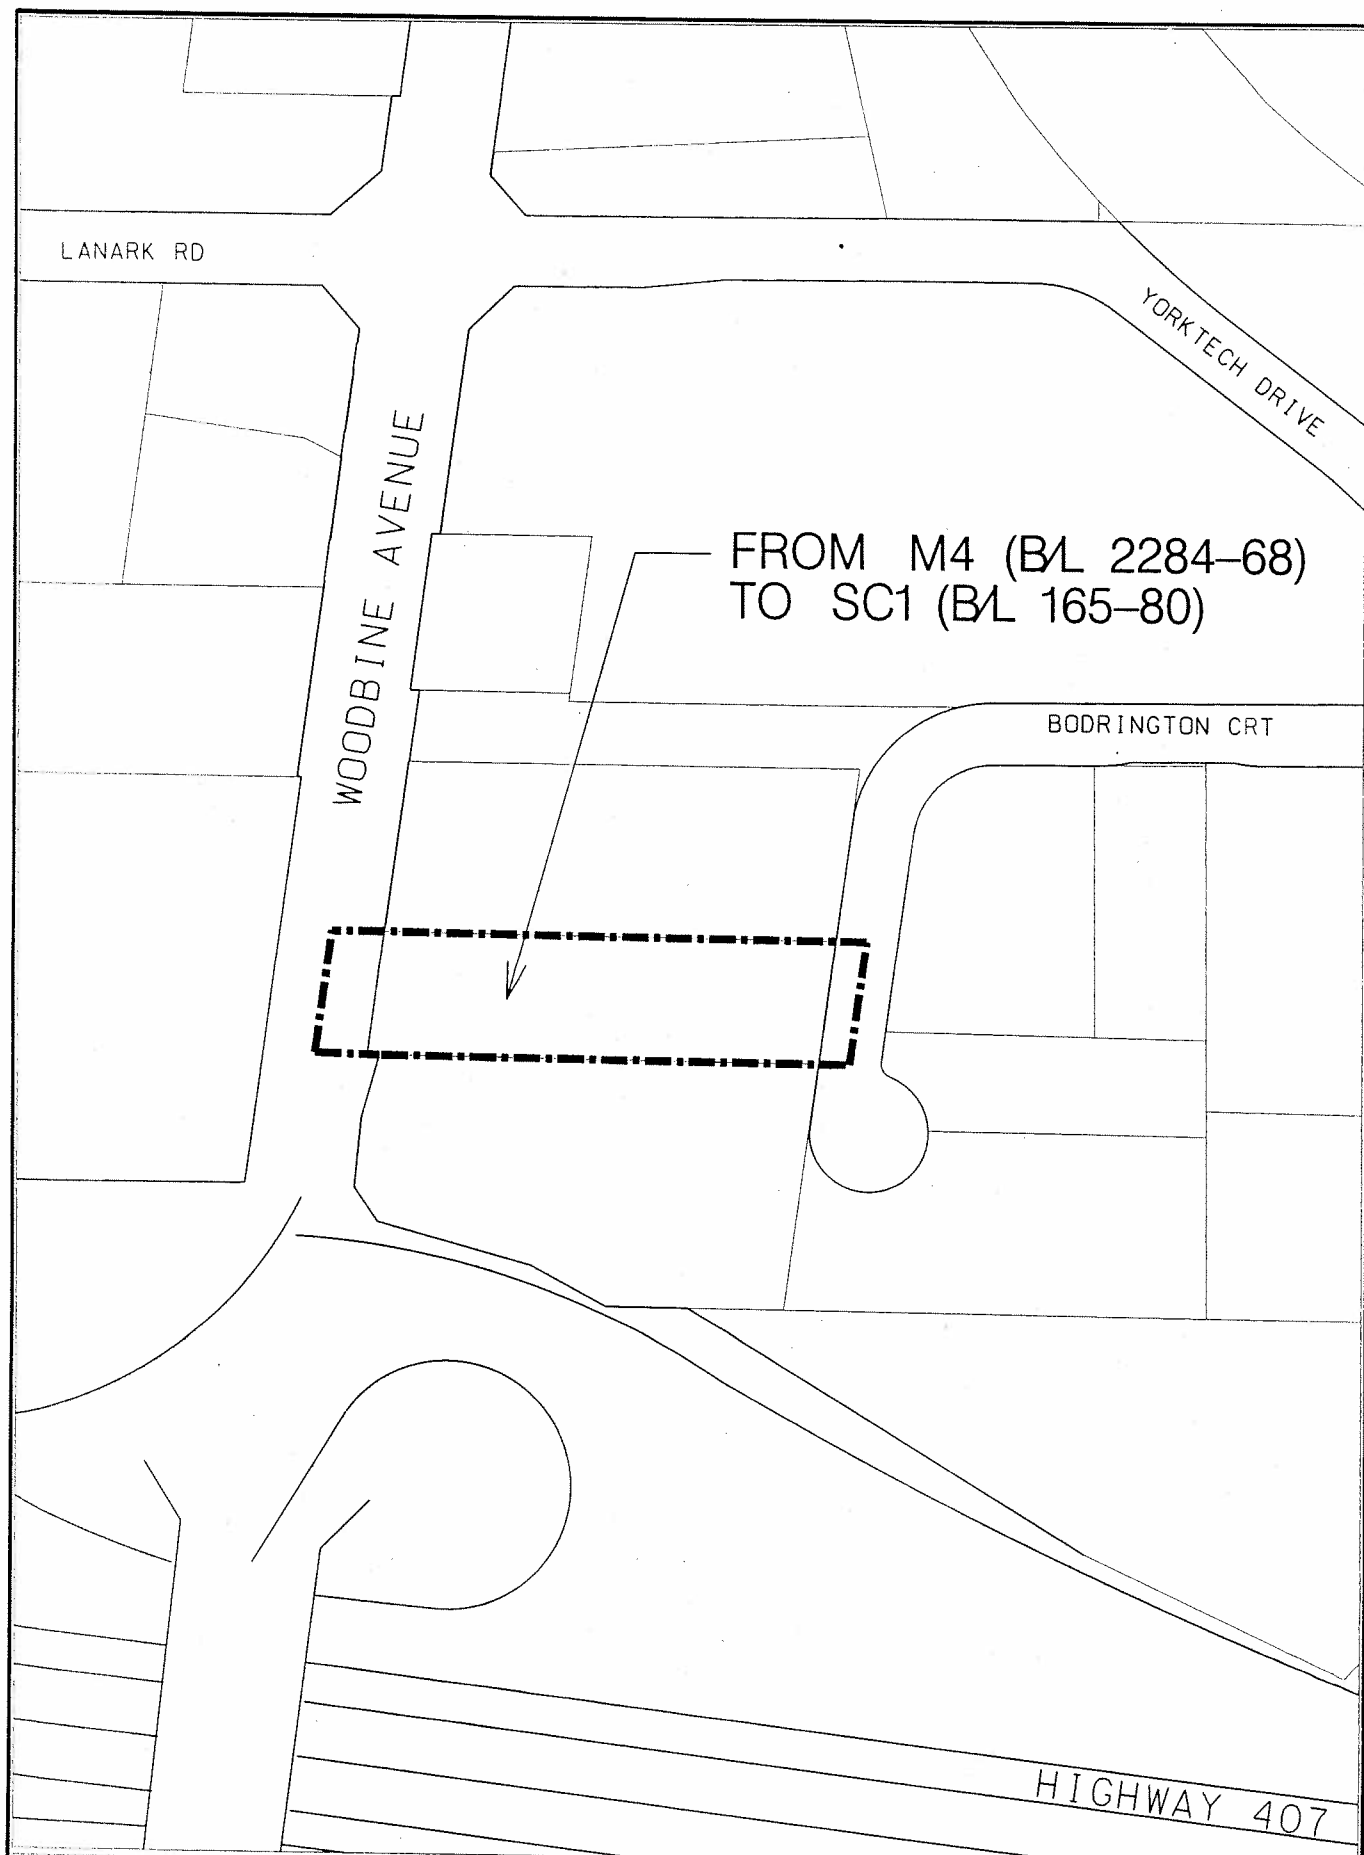 LANARK RD
YORKTECH DRIVE
WOODBINE AVENUE
FROM M4 (B/L 2284-68)
TO SC1 (B/L 165-80)
BODRINGTON CRT
HIGHWAY 407